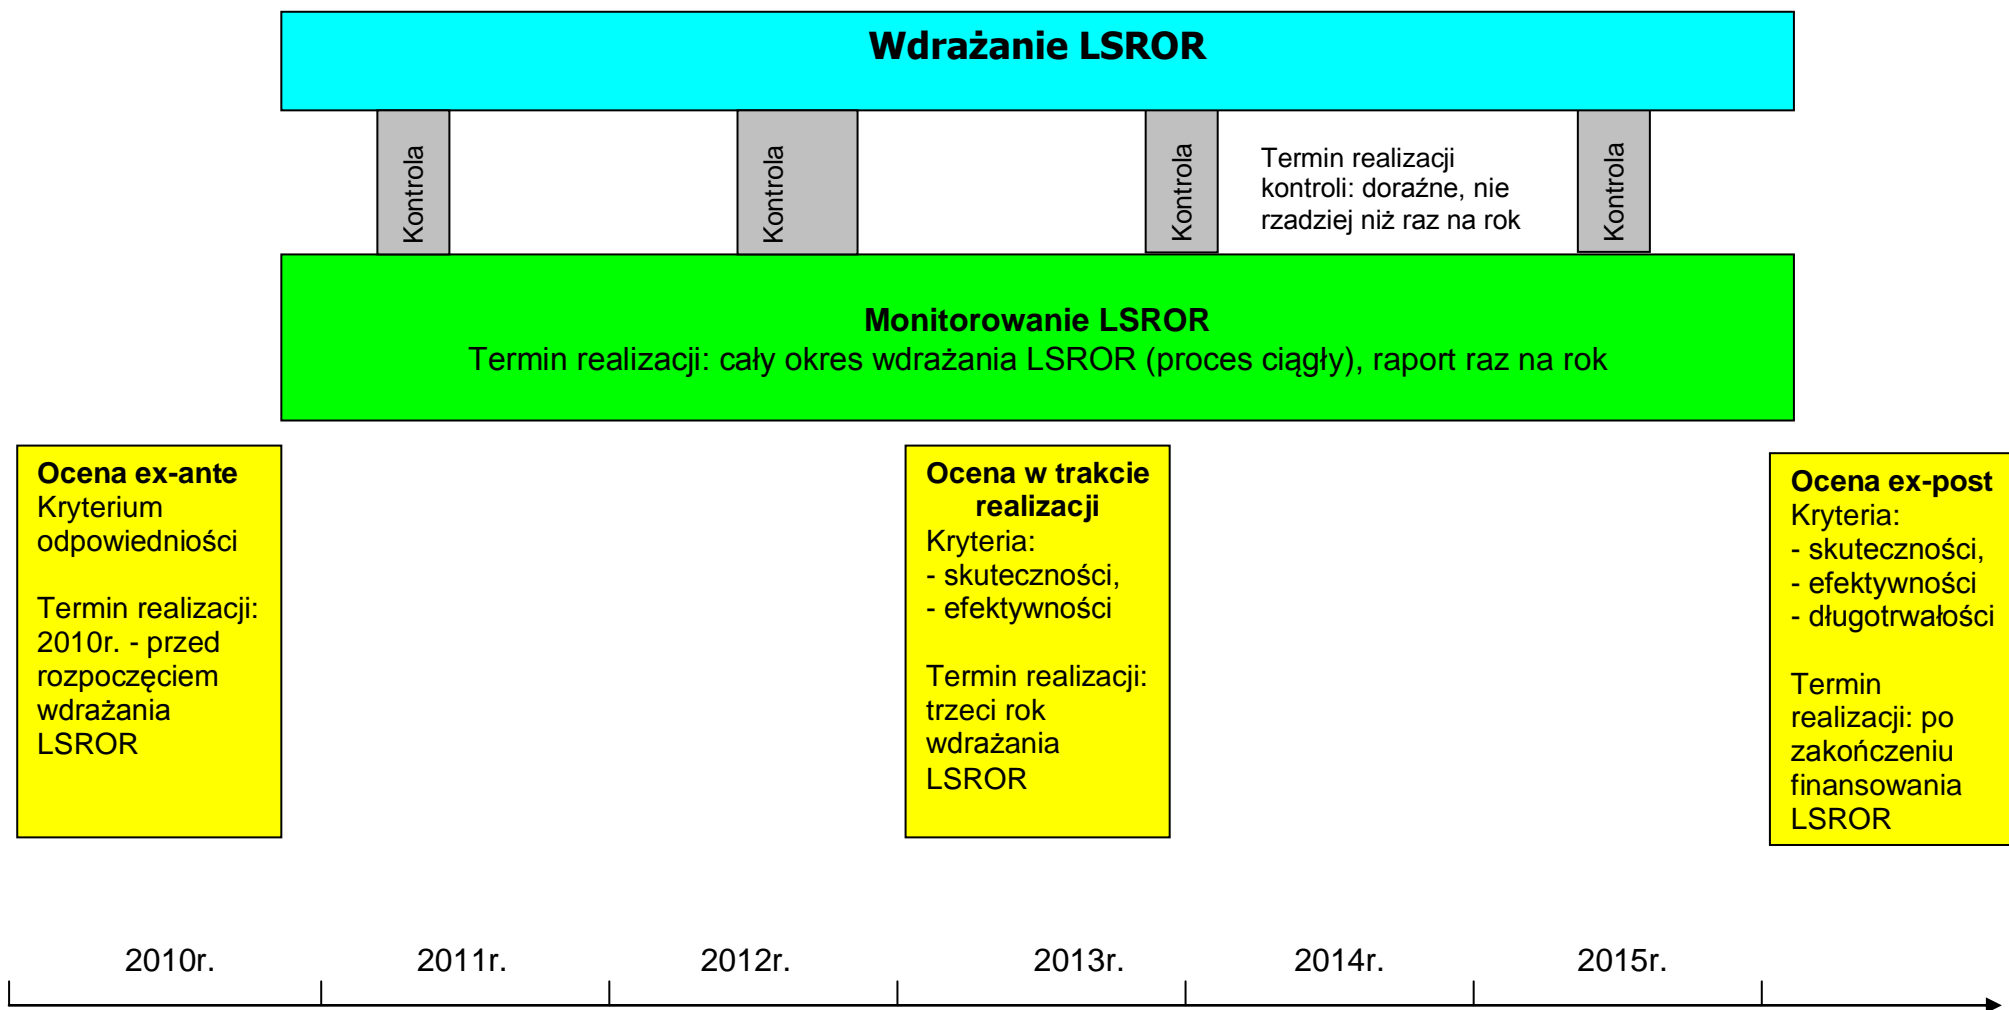 Wdrażanie LSROR
Kontrola
Kontrola
Kontrola
Termin realizacji
kontroli: doraźne, nie
rzadziej niż raz na rok
Kontrola
Monitorowanie LSROR
Termin realizacji: cały okres wdrażania LSROR (proces ciągły), raport raz na rok
Ocena ex-ante
Kryterium
odpowiedniości
Termin realizacji:
2010r. - przed
rozpoczęciem
wdrażania
LSROR
Ocena w trakcie
realizacji
Kryteria:
- skuteczności,
- efektywności
Termin realizacji:
trzeci rok
wdrażania
LSROR
Ocena ex-post
Kryteria:
- skuteczności,
- efektywności
- długotrwałości
Termin
realizacji: po
zakończeniu
finansowania
LSROR
2010r.
2011r.
2012r.
2013r.
2014r.
2015r.